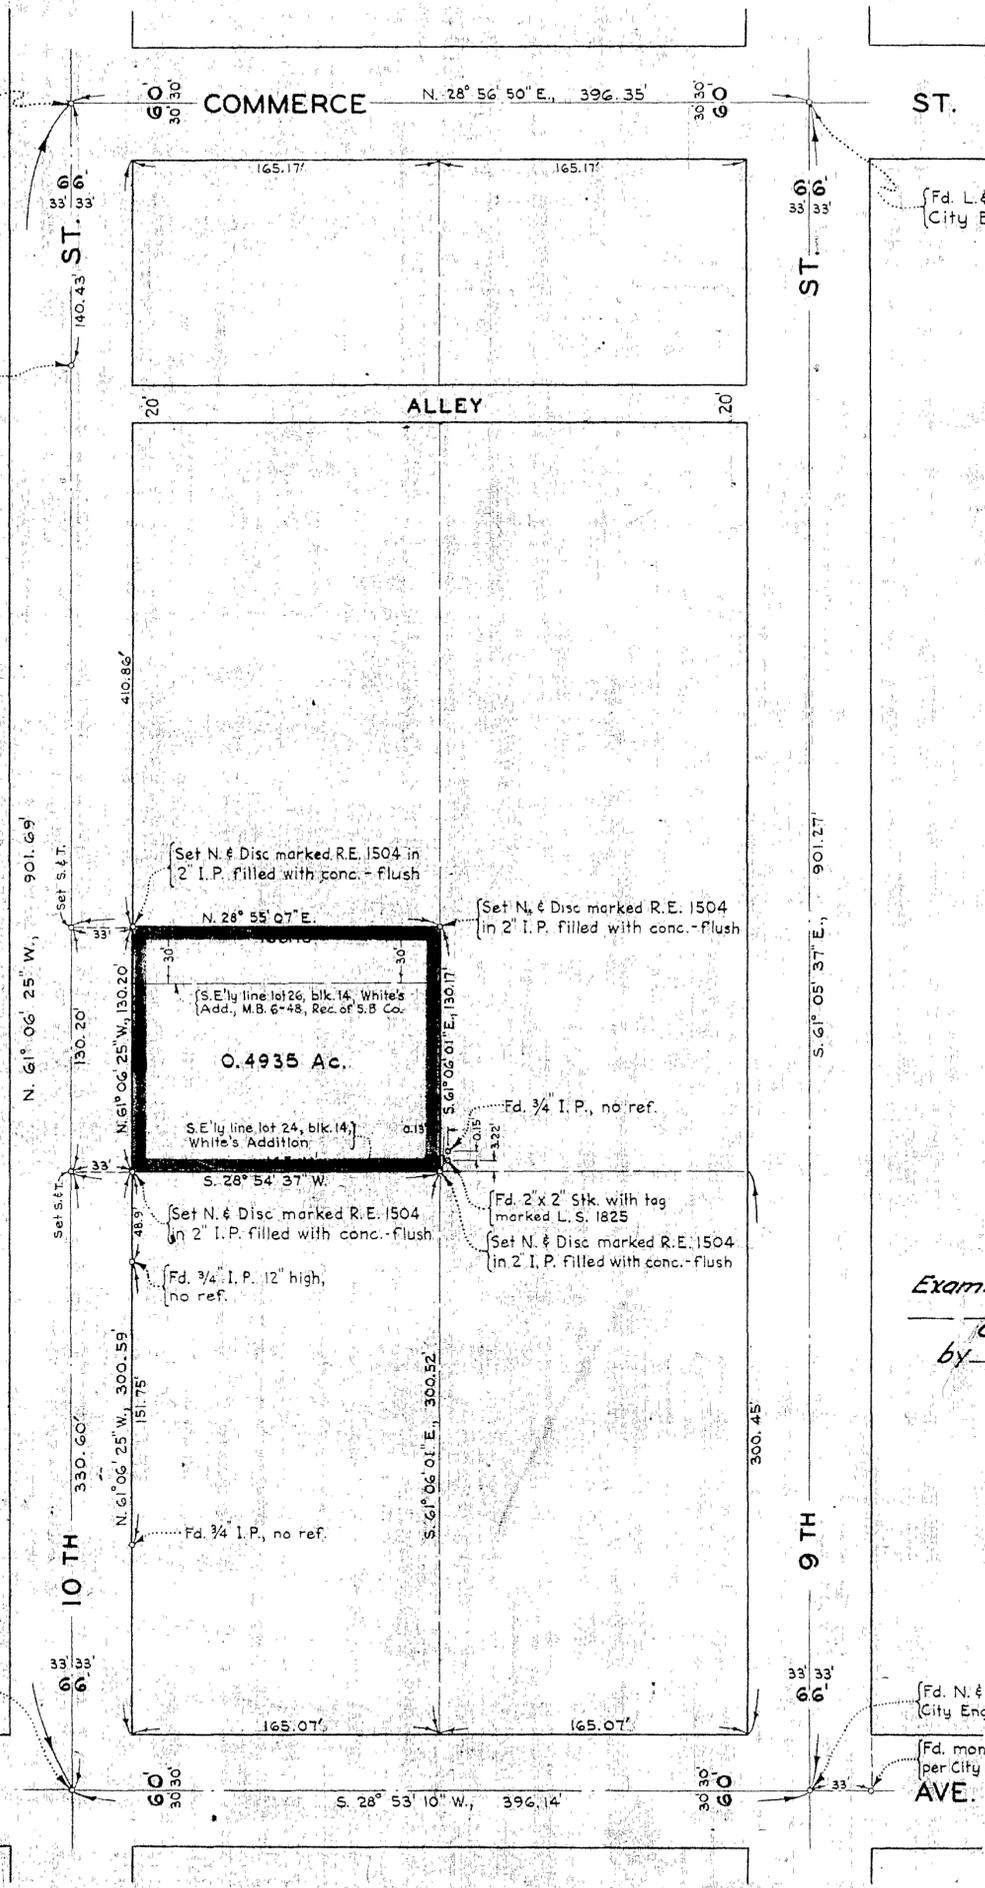 60'
30' 30'
COMMERCE
N. 28° 56' 50" E., 396.35'
30' 30'
60'
ST.
66'
33' 33'
ST.
140.43'
165.17'
165.17'
66'
33' 33'
ST.
Fd. L. &
City E
20'
ALLEY
20'
410.86'
N. 61° 06' 25" W., 901.69'
S. 61° 05' 37" E., 901.27'
Set S. & T.
Set N. & Disc marked R.E. 1504 in
2" I.P. filled with conc.-flush
Set N. & Disc marked R.E. 1504
in 2" I.P. filled with conc.-flush
33'
N. 28° 55' 07" E.
30'
30'
S.E'ly line lot 26, blk. 14, White's
Add., M.B. 6-48, Rec. of S.B Co.
130.20'
N. 61° 06' 25" W., 130.20'
0.4935 Ac.
S. 61° 06' 01" E., 130.17'
Fd. 3/4" I.P., no ref.
S.E'ly line lot 24, blk. 14,
White's Addition
0.13'
0.15'
3.22'
33'
S. 28° 54' 37" W.
Set S. & T.
Fd. 2" x 2" Stk. with tag
marked L.S. 1825
Set N. & Disc marked R.E. 1504
in 2" I.P. filled with conc.-flush
48.9'
Set N. & Disc marked R.E. 1504
in 2" I.P. filled with conc.-flush
Fd. 3/4" I.P. 12" high,
no ref.
Exam
by
330.60'
N. 61° 06' 25" W., 300.59'
151.75'
S. 61° 06' 01" E., 300.52'
300.45'
Fd. 3/4" I.P., no ref.
10 TH
9 TH
33' 33'
66'
33' 33'
66'
Fd. N. &
City Eng
165.07'
165.07'
Fd. mon
per City
60'
30' 30'
S. 28° 53' 10" W., 396.14'
30' 30'
60'
33'
AVE.